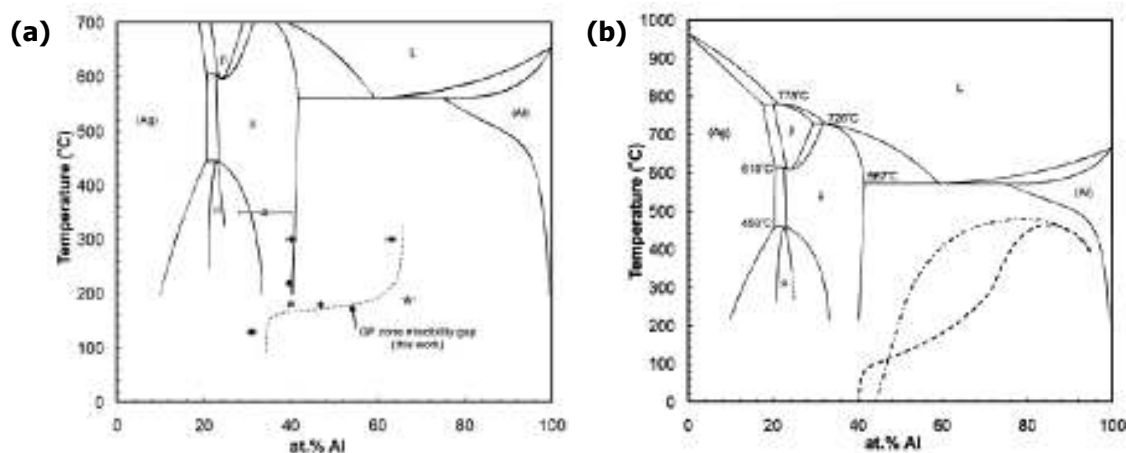 (a)
700
600
500
400
300
200
100
0
Temperature (°C)
0
20
40
60
80
100
at.% Al
L
(Ag)
(Al)
GP zone miscibility gap
(this work)
(b)
1000
900
800
700
600
500
400
300
200
100
0
Temperature (°C)
0
20
40
60
80
100
at.% Al
L
(Ag)
(Al)
778°C
726°C
610°C
567°C
450°C